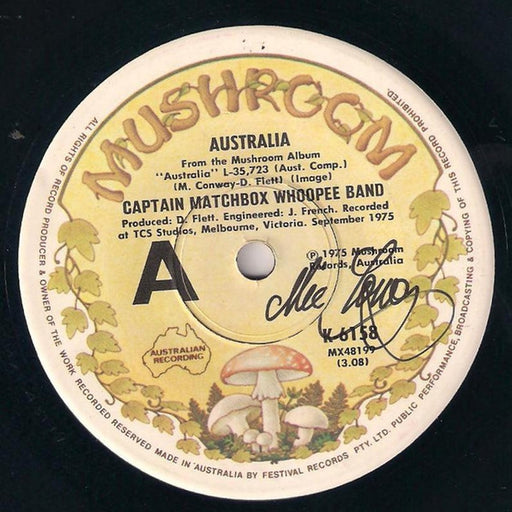 MUSHROOM
AUSTRALIA
From the Mushroom Album
"Australia" L-35,723 (Aust. Comp.)
(M. Conway-D. Flett) (Image)
CAPTAIN MATCHBOX WHOOPEE BAND
Produced: D. Flett. Engineered: J. French. Recorded
at TCS Studios, Melbourne, Victoria. September 1975
A
℗ 1975 Mushroom
Records, Australia
K-6158
MX48199
(3.08)
AUSTRALIAN
RECORDING
ALL RIGHTS OF RECORD PRODUCER & OWNER OF THE WORK RECORDED RESERVED MADE IN AUSTRALIA BY FESTIVAL RECORDS PTY. LTD. PUBLIC PERFORMANCE, BROADCASTING & COPYING OF THIS RECORD PROHIBITED.